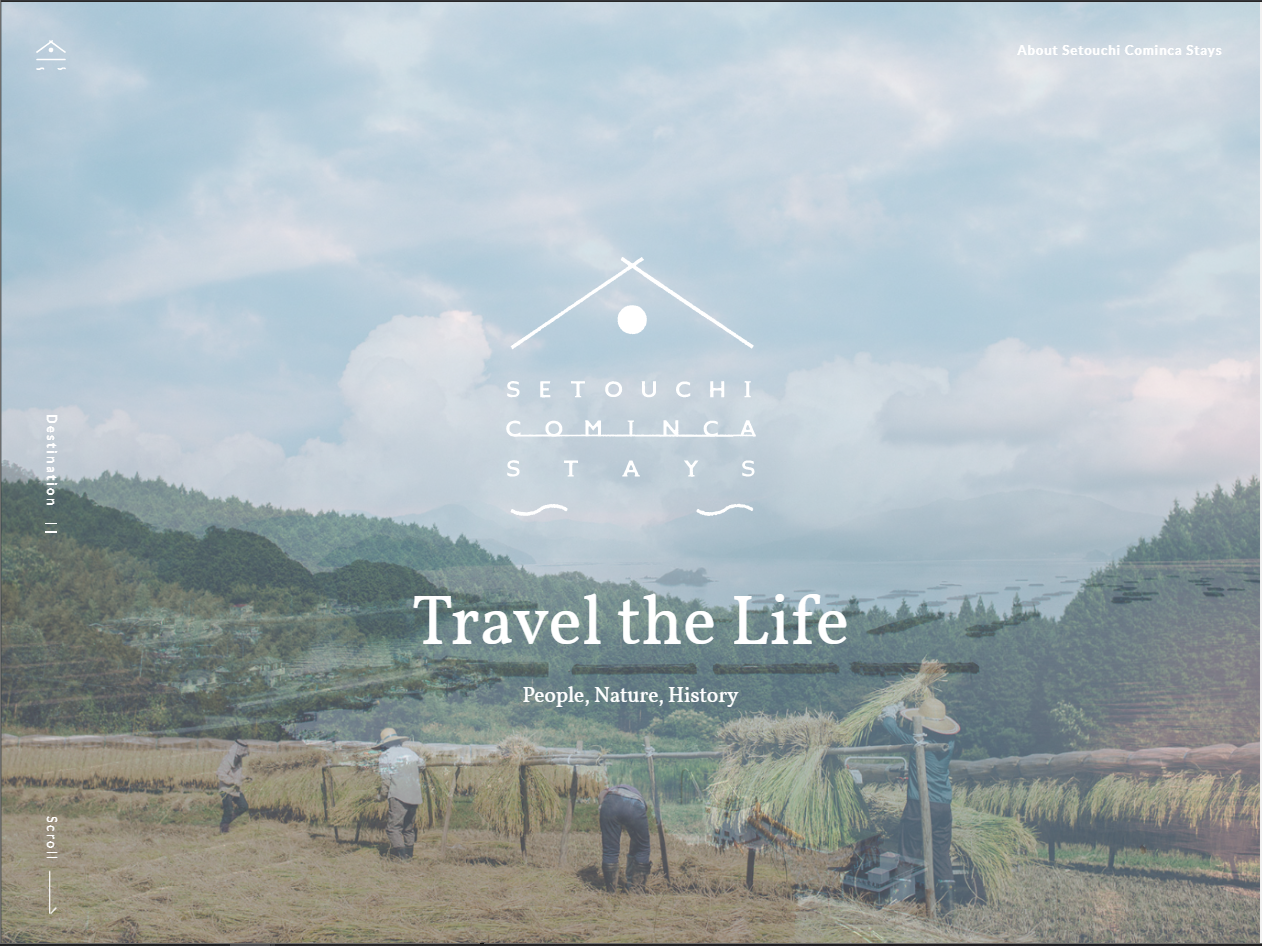 About Setouchi Cominca Stays
SETOUCHI
COMINCA
STAYS
Destination
Travel the Life
People, Nature, History
Scroll